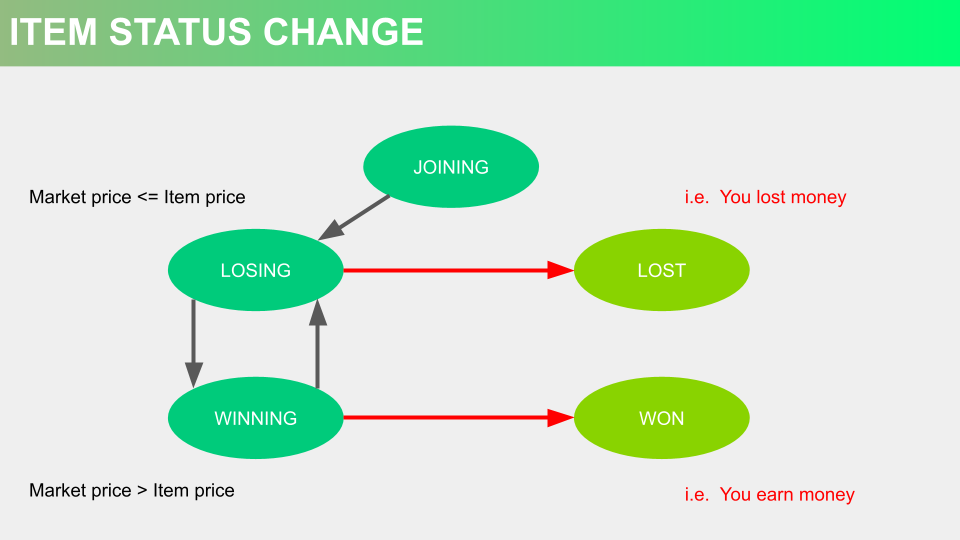 ITEM STATUS CHANGE
JOINING
Market price <= Item price
i.e.  You lost money
LOSING
LOST
WINNING
WON
Market price > Item price
i.e.  You earn money